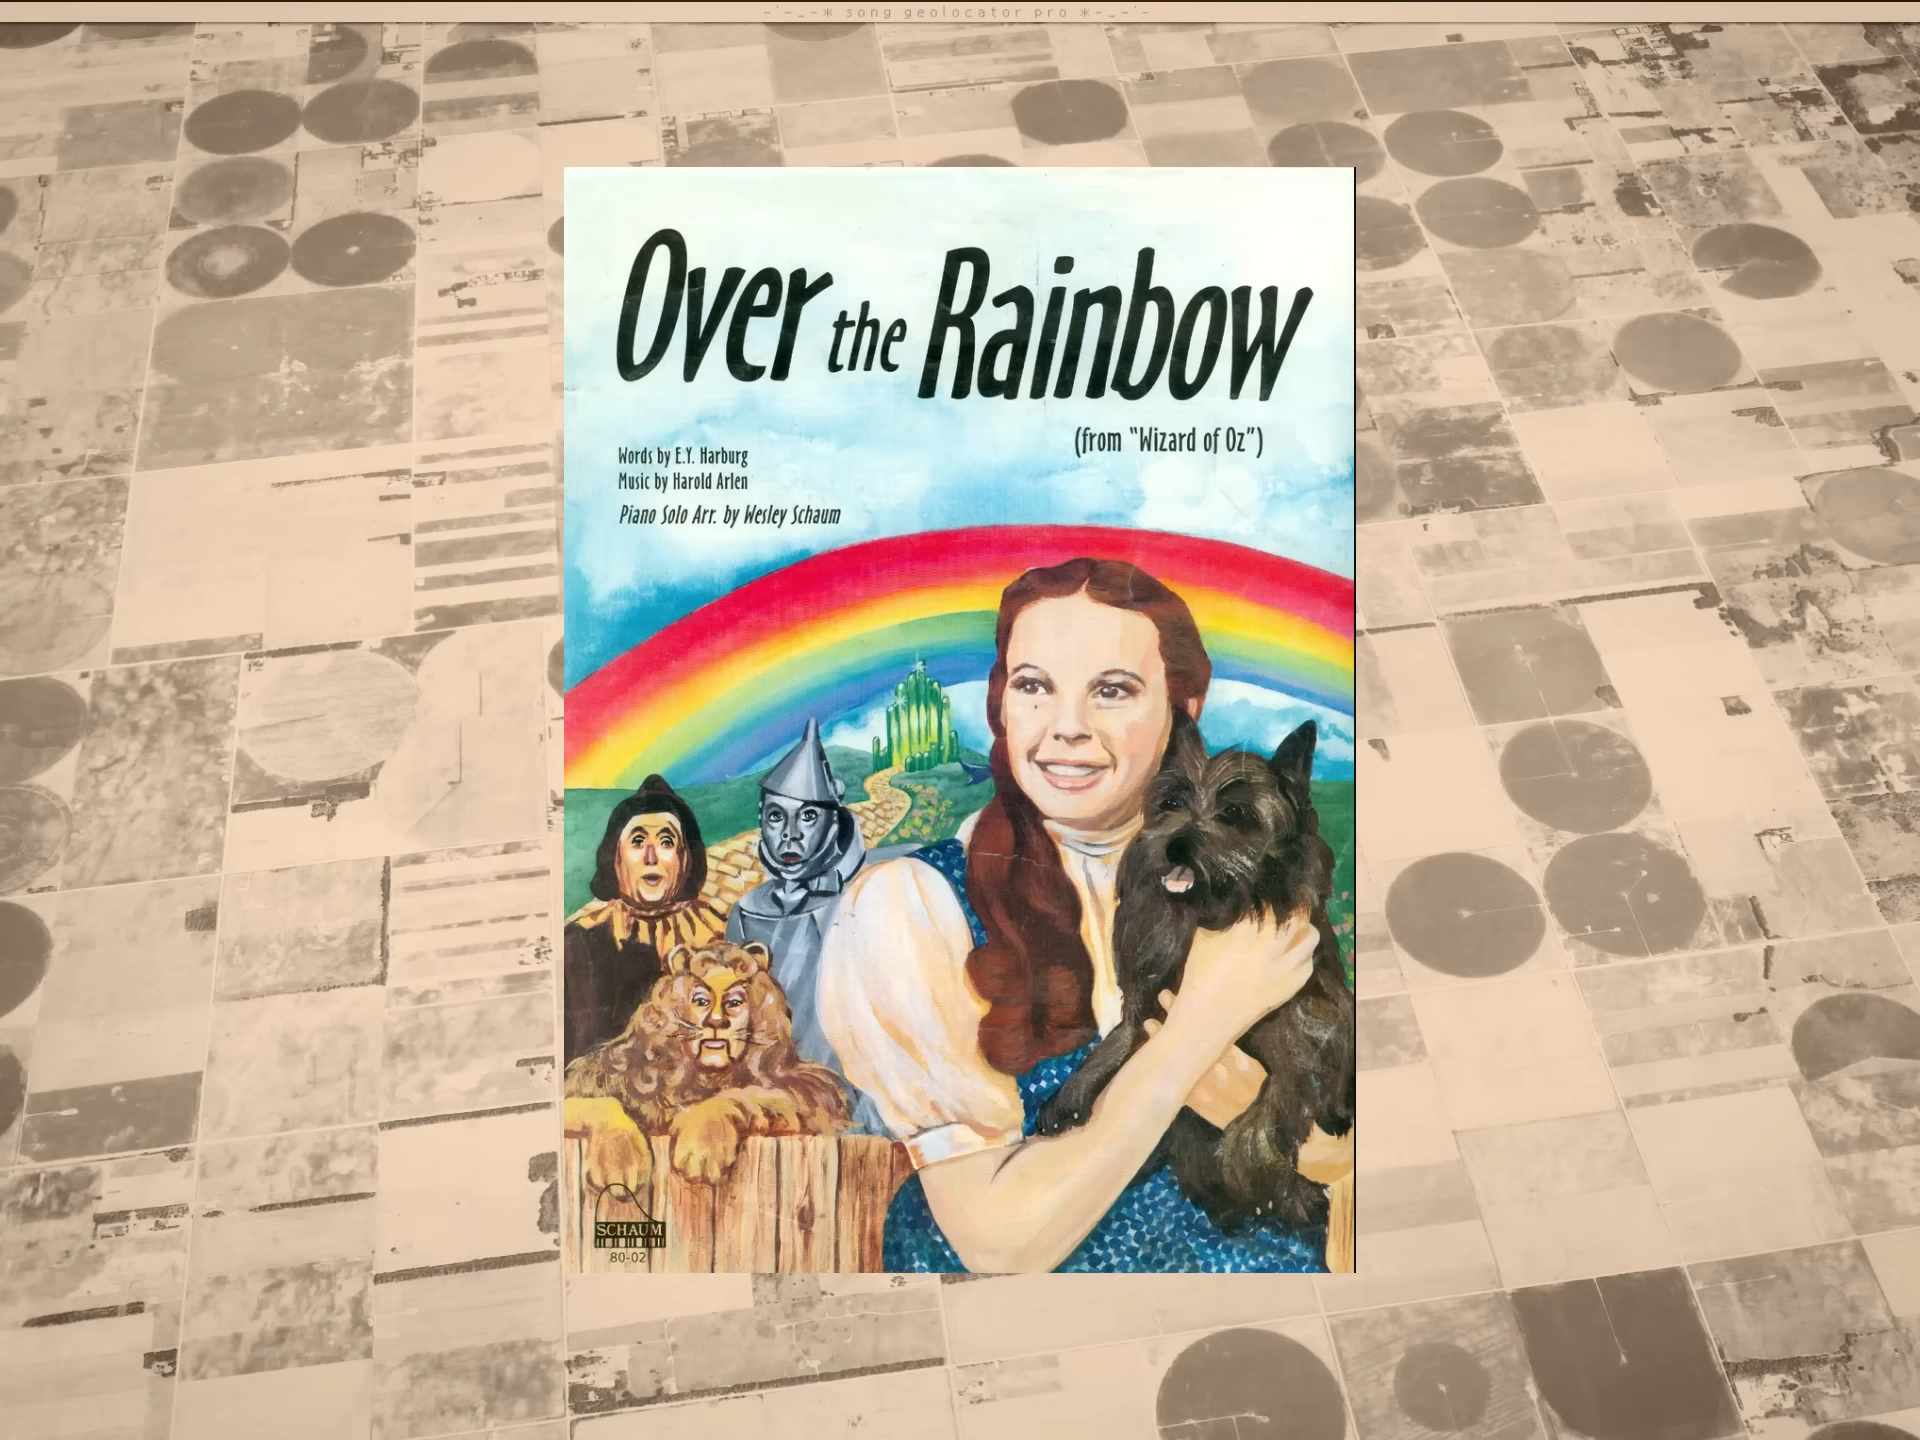 -˙-_-* song geolocator pro *-_-˙-
Over the Rainbow
(from “Wizard of Oz”)
Words by E.Y. Harburg
Music by Harold Arlen
Piano Solo Arr. by Wesley Schaum
SCHAUM
80-02